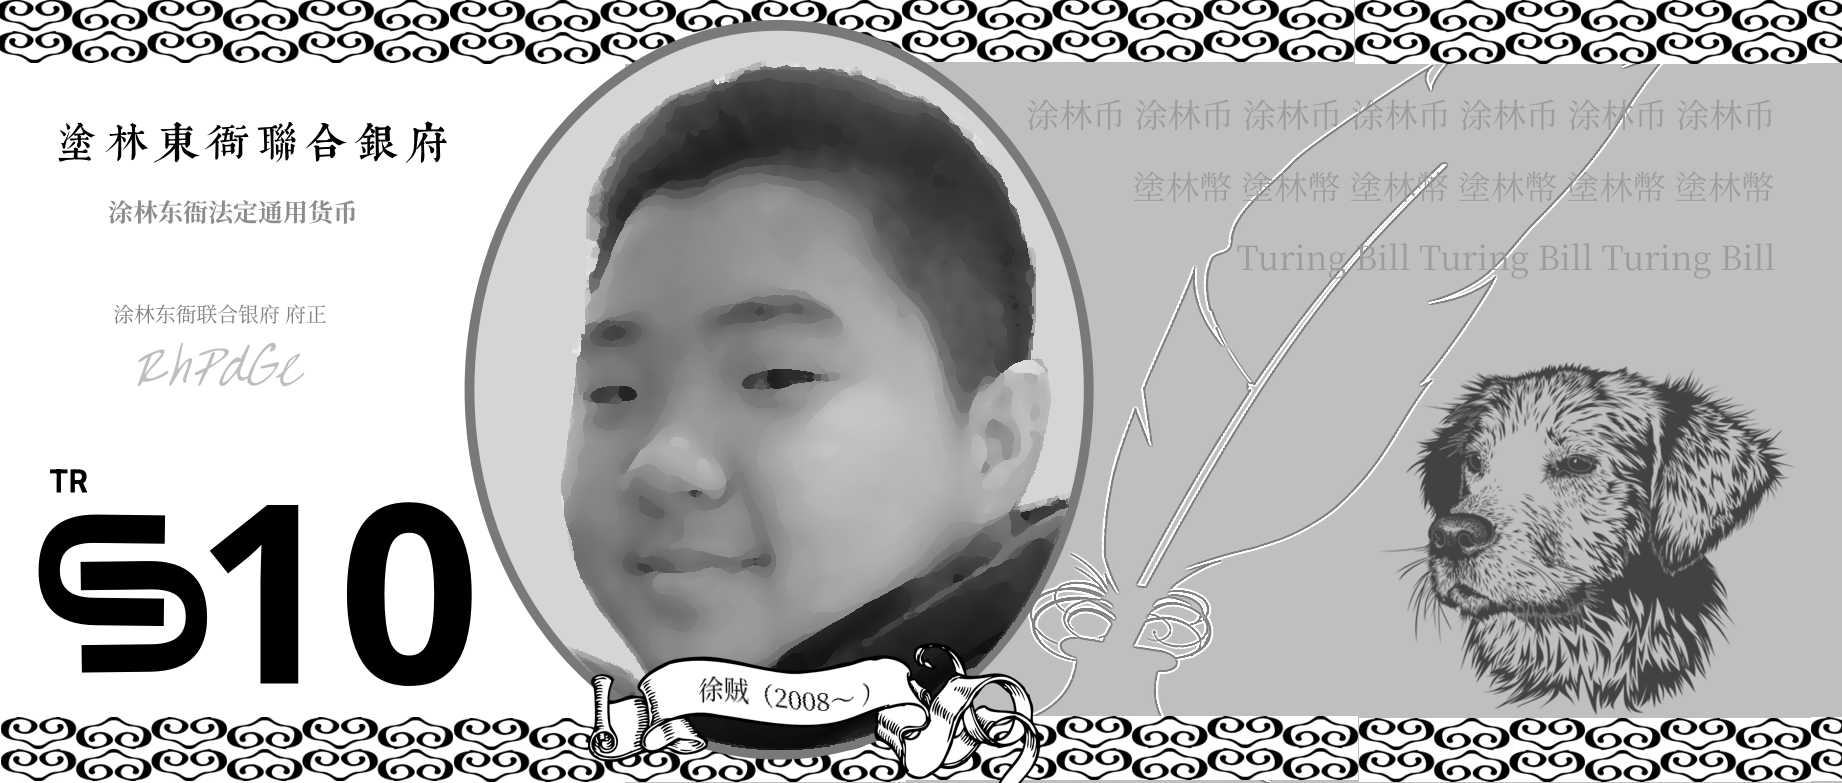 塗林東衙聯合銀府
涂林东衙法定通用货币
涂林东衙联合银府 府正
RhPdGe
TR
10
徐贼（2008～ ）
涂林币 涂林币 涂林币 涂林币 涂林币 涂林币 涂林币
塗林幣 塗林幣 塗林幣 塗林幣 塗林幣 塗林幣
Turing Bill Turing Bill Turing Bill